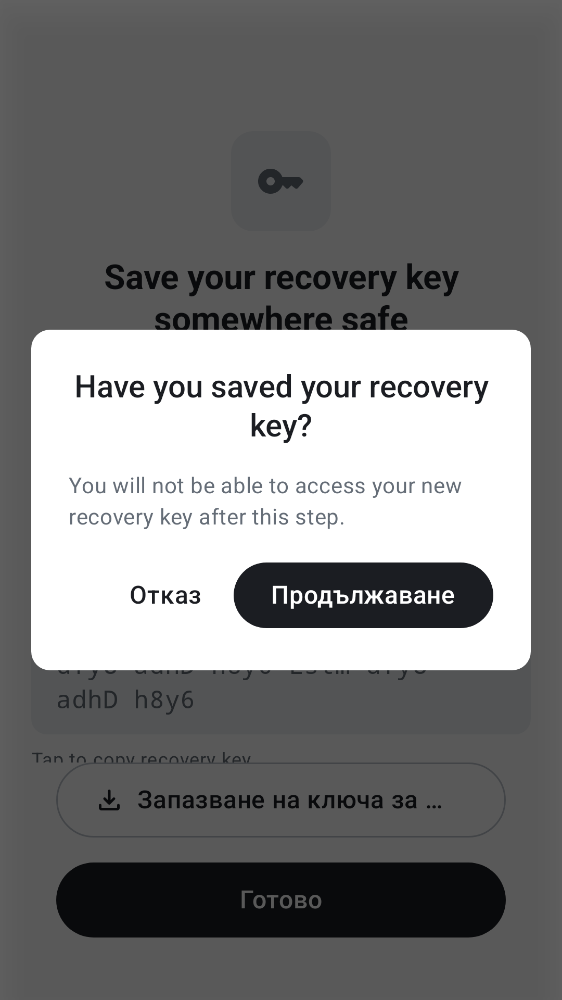 Save your recovery key
somewhere safe
Have you saved your recovery
key?
You will not be able to access your new
recovery key after this step.
Отказ
Продължаване
adhD h8y6
Tap to copy recovery key
Запазване на ключа за …
Готово